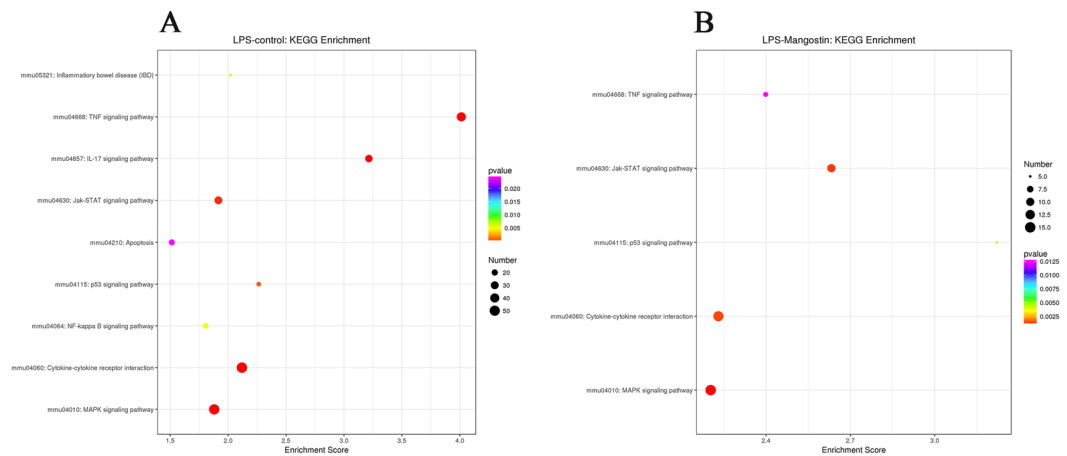 A
LPS-control: KEGG Enrichment
mmu05321: Inflammatiory bowel disease (IBD)
mmu04668: TNF signaling pathway
mmu04657: IL-17 signaling pathway
mmu04630: Jak-STAT signaling pathway
mmu04210: Apoptosis
mmu04115: p53 signaling pathway
mmu04064: NF-kappa B signaling pathway
mmu04060: Cytokine-cytokine receptor interaction
mmu04010: MAPK signaling pathway
1.5 2.0 2.5 3.0 3.5 4.0
Enrichment Score
pvalue
0.020
0.015
0.010
0.005
Number
20
30
40
50
B
LPS-Mangostin: KEGG Enrichment
mmu04668: TNF signaling pathway
mmu04630: Jak-STAT signaling pathway
mmu04115: p53 signaling pathway
mmu04060: Cytokine-cytokine receptor interaction
mmu04010: MAPK signaling pathway
2.4 2.7 3.0
Enrichment Score
Number
5.0
7.5
10.0
12.5
15.0
pvalue
0.0125
0.0100
0.0075
0.0050
0.0025